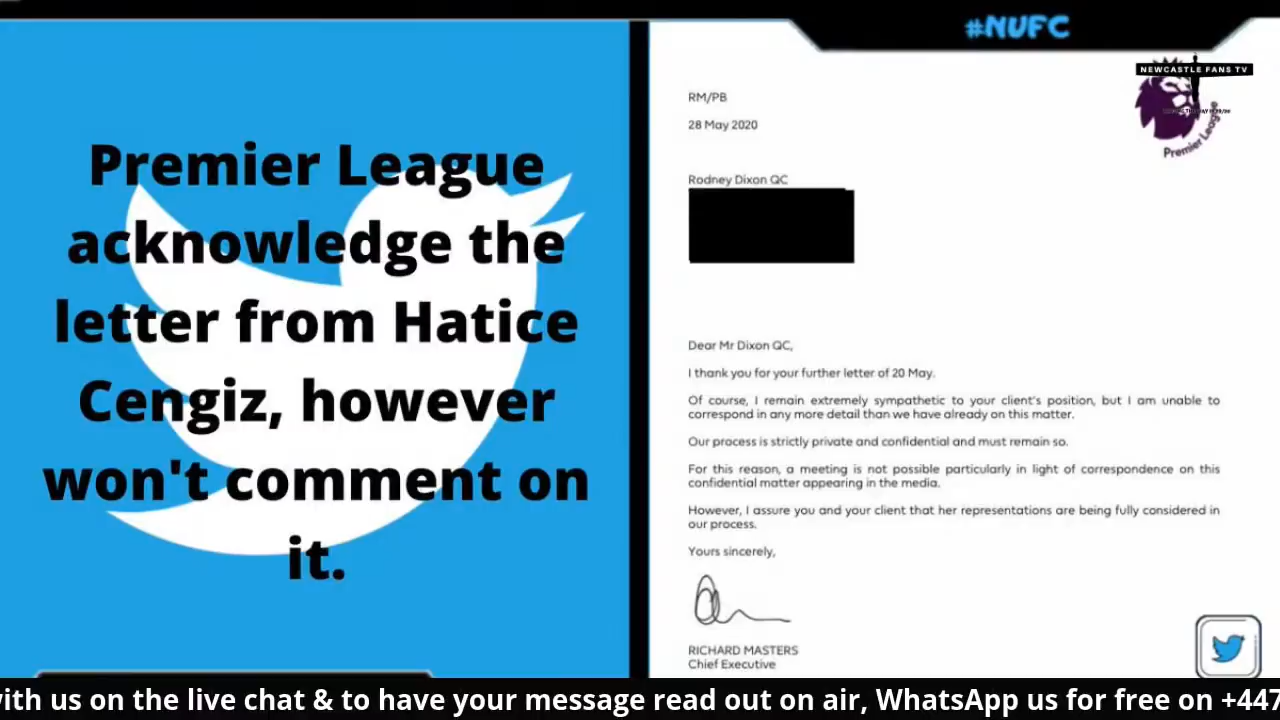 #NUFC
NEWCASTLE FANS TV
Premier League
Premier League
acknowledge the
letter from Hatice
Cengiz, however
won't comment on
it.
RM/PB
28 May 2020
Rodney Dixon QC
Dear Mr Dixon QC,
I thank you for your further letter of 20 May.
Of course, I remain extremely sympathetic to your client's position, but I am unable to
correspond in any more detail than we have already on this matter.
Our process is strictly private and confidential and must remain so.
For this reason, a meeting is not possible particularly in light of correspondence on this
confidential matter appearing in the media.
However, I assure you and your client that her representations are being fully considered in
our process.
Yours sincerely,
RICHARD MASTERS
Chief Executive
with us on the live chat & to have your message read out on air, WhatsApp us for free on +447